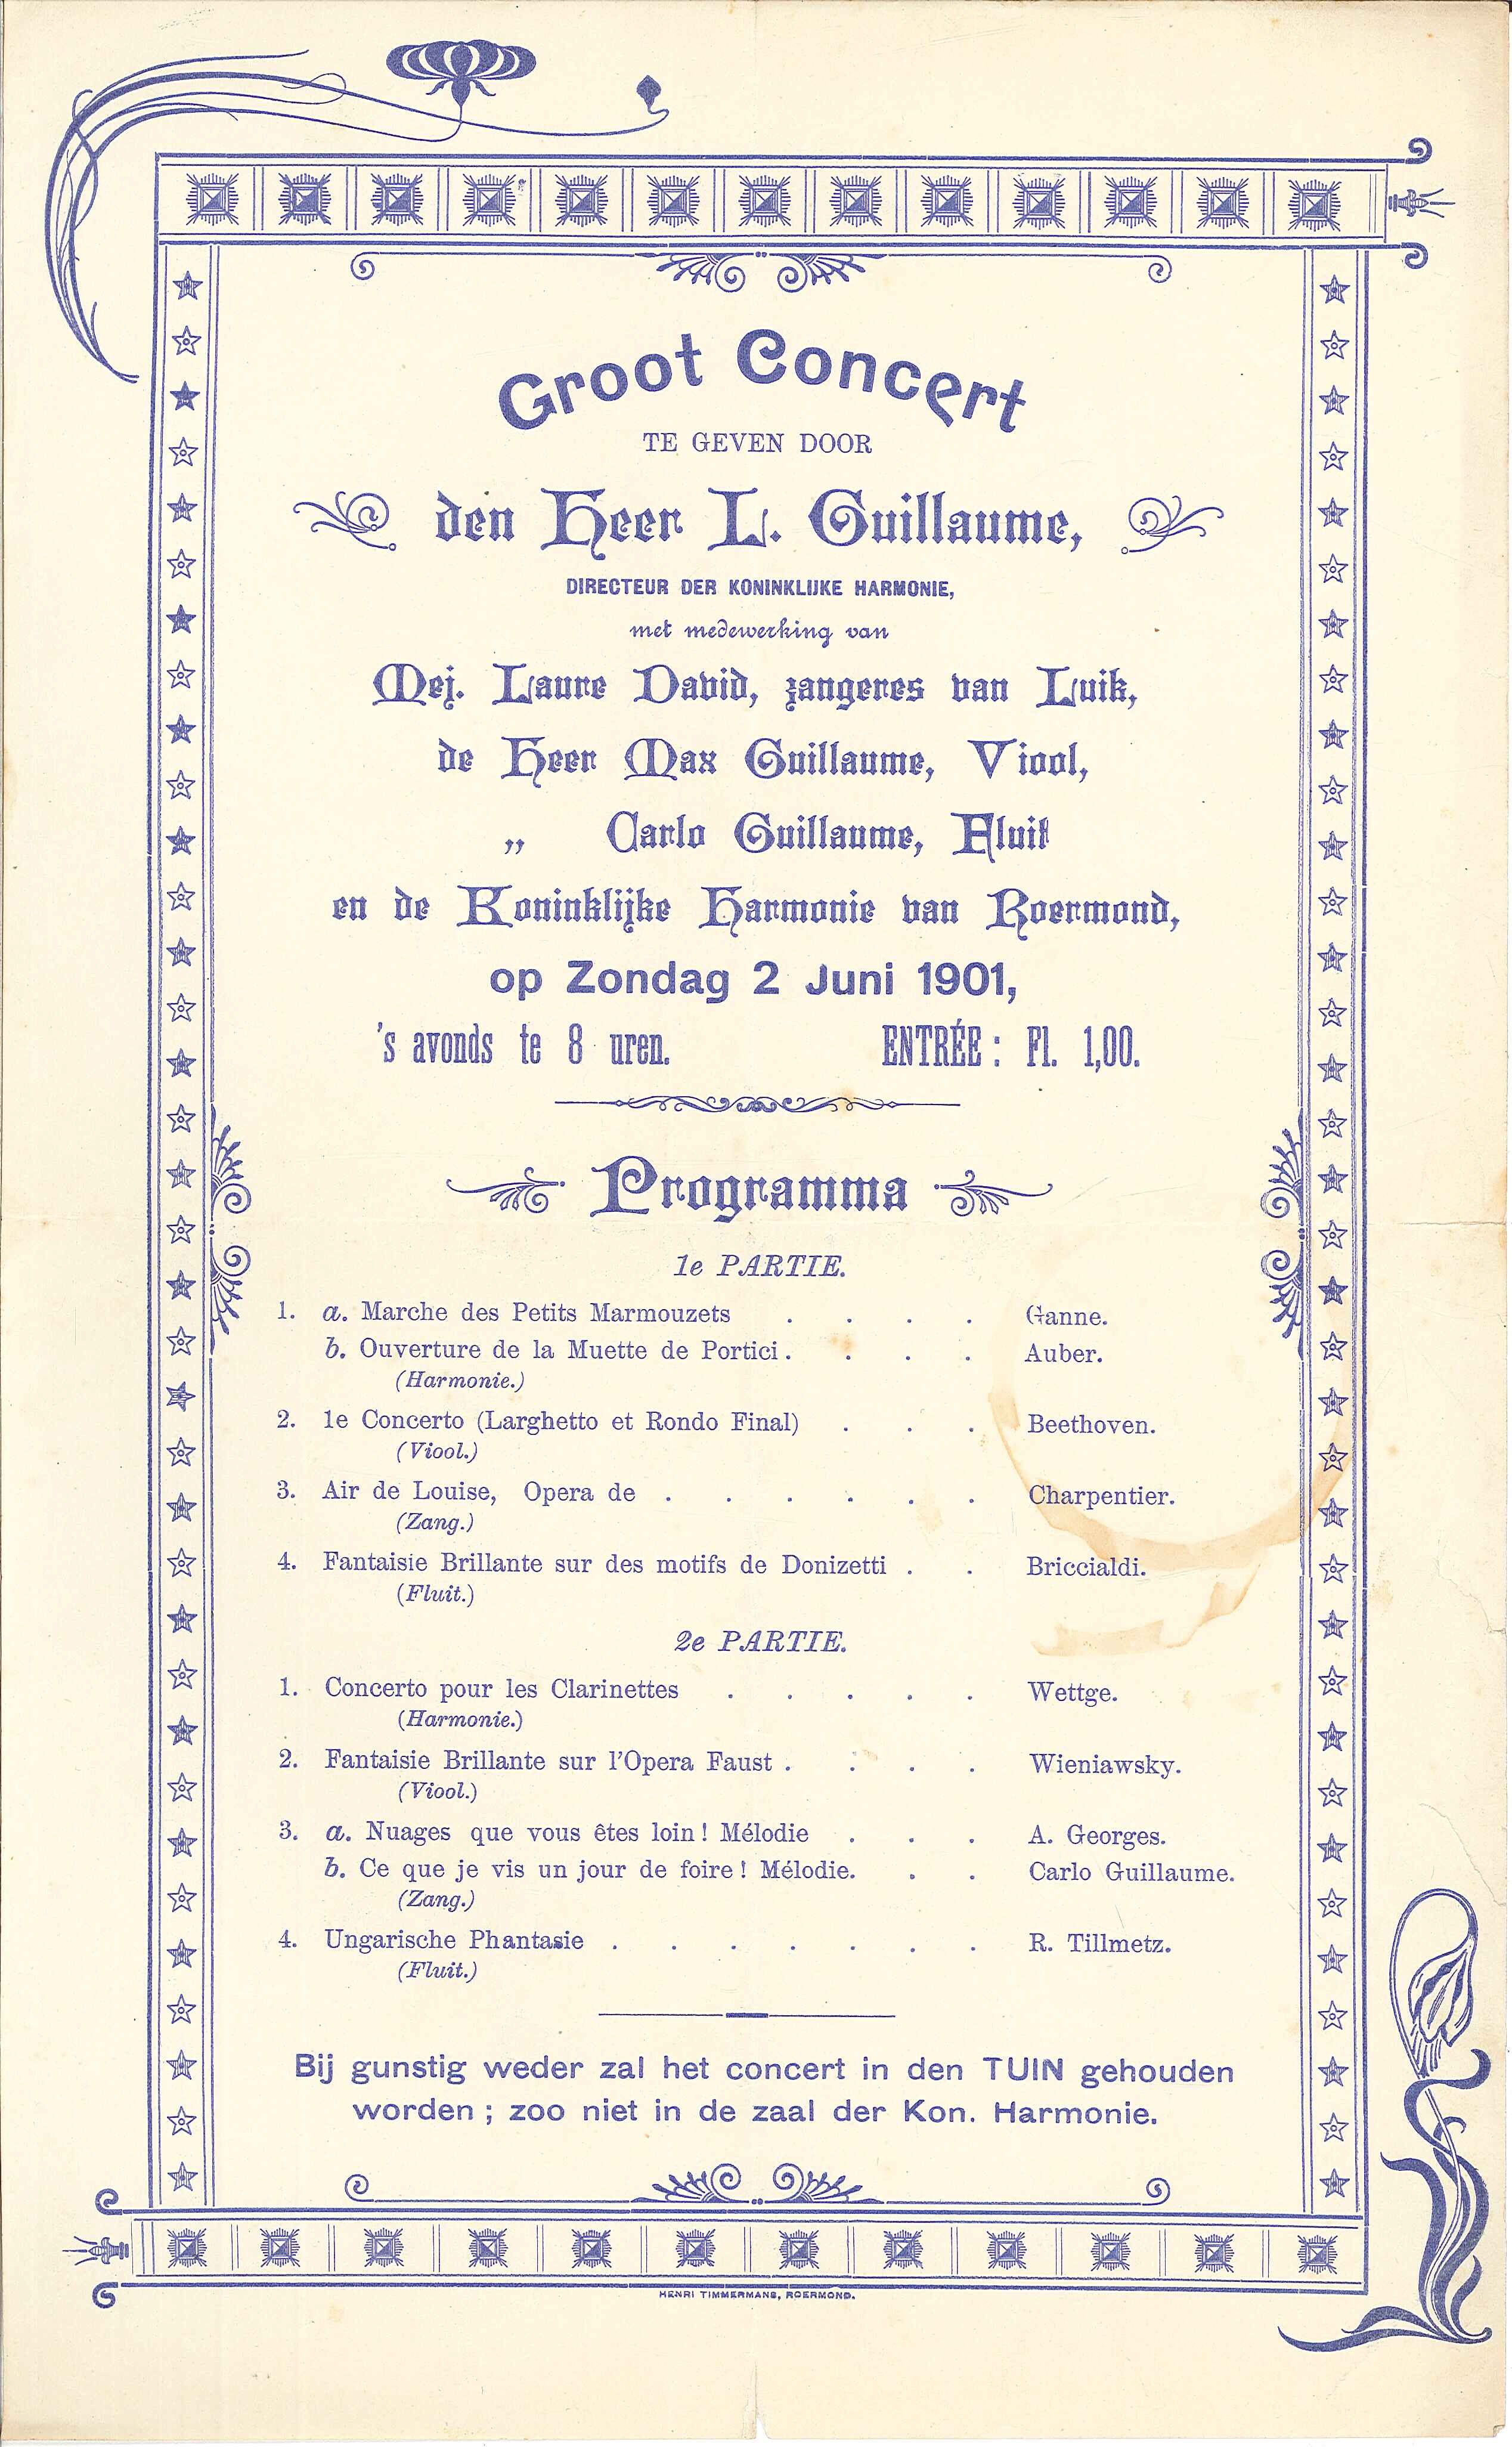 Groot Concert
TE GEVEN DOOR
den Heer L. Guillaume,
DIRECTEUR DER KONINKLIJKE HARMONIE,
met medewerking van
Mej. Laure David, zangeres van Luik,
de Heer Max Guillaume, Viool,
„ Carlo Guillaume, Fluit
en de Koninklijke Harmonie van Roermond,
op Zondag 2 Juni 1901,
's avonds te 8 uren. ENTRÉE : Fl. 1,00.
Programma
1e PARTIE.
1. a. Marche des Petits Marmouzets . . . . Ganne.
b. Ouverture de la Muette de Portici . . . . Auber.
(Harmonie.)
2. 1e Concerto (Larghetto et Rondo Final) . . . Beethoven.
(Viool.)
3. Air de Louise, Opera de . . . . . . Charpentier.
(Zang.)
4. Fantaisie Brillante sur des motifs de Donizetti . . Briccialdi.
(Fluit.)
2e PARTIE.
1. Concerto pour les Clarinettes . . . . . Wettge.
(Harmonie.)
2. Fantaisie Brillante sur l'Opera Faust . . . . Wieniawsky.
(Viool.)
3. a. Nuages que vous êtes loin ! Mélodie . . . A. Georges.
b. Ce que je vis un jour de foire ! Mélodie. . . Carlo Guillaume.
(Zang.)
4. Ungarische Phantasie . . . . . . . R. Tillmetz.
(Fluit.)
Bij gunstig weder zal het concert in den TUIN gehouden
worden ; zoo niet in de zaal der Kon. Harmonie.
HENRI TIMMERMANS, ROERMOND.